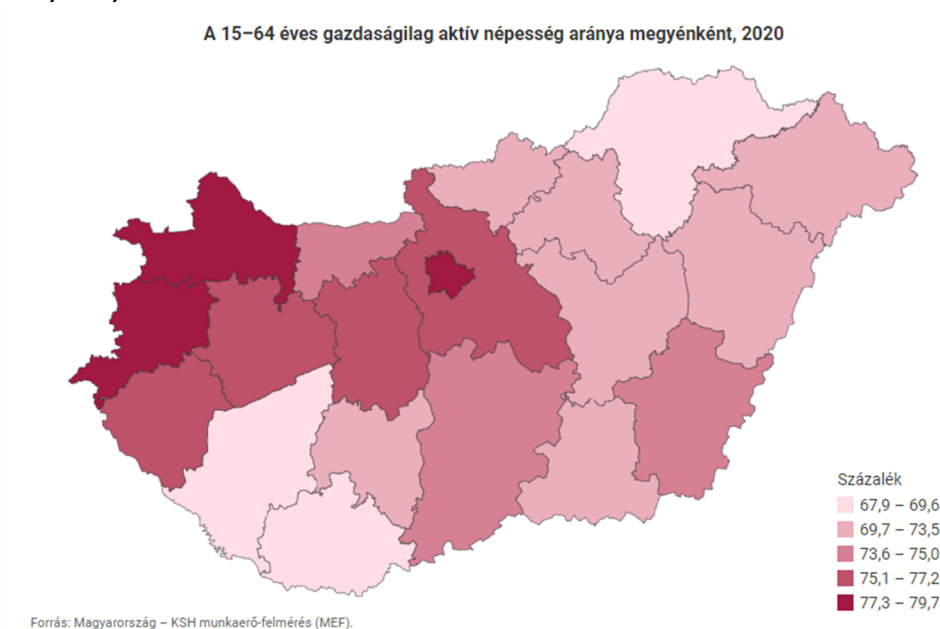 A 15–64 éves gazdaságilag aktív népesség aránya megyénként, 2020
Százalék
67,9 – 69,6
69,7 – 73,5
73,6 – 75,0
75,1 – 77,2
77,3 – 79,7
Forrás: Magyarország – KSH munkaerő-felmérés (MEF).